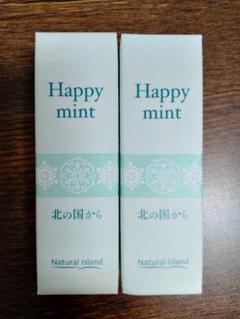 Happy
mint
北の国から
Natural Island
Happy
mint
北の国から
Natural Island